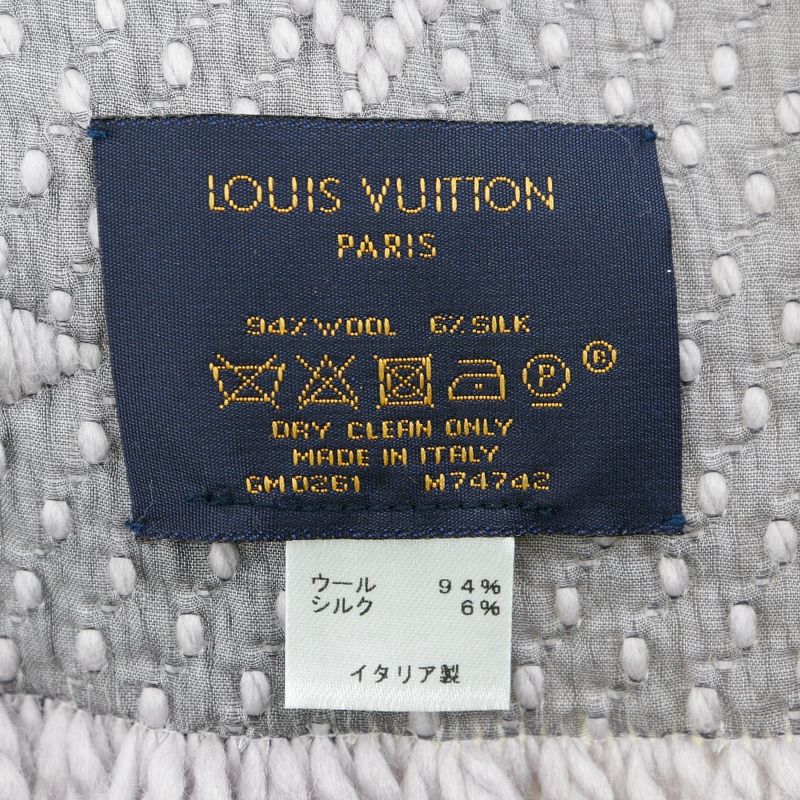 LOUIS VUITTON
PARIS
94% WOOL 6% SILK
P ®
DRY CLEAN ONLY
MADE IN ITALY
GM0261 M74742
ウール 94%
シルク 6%
イタリア製